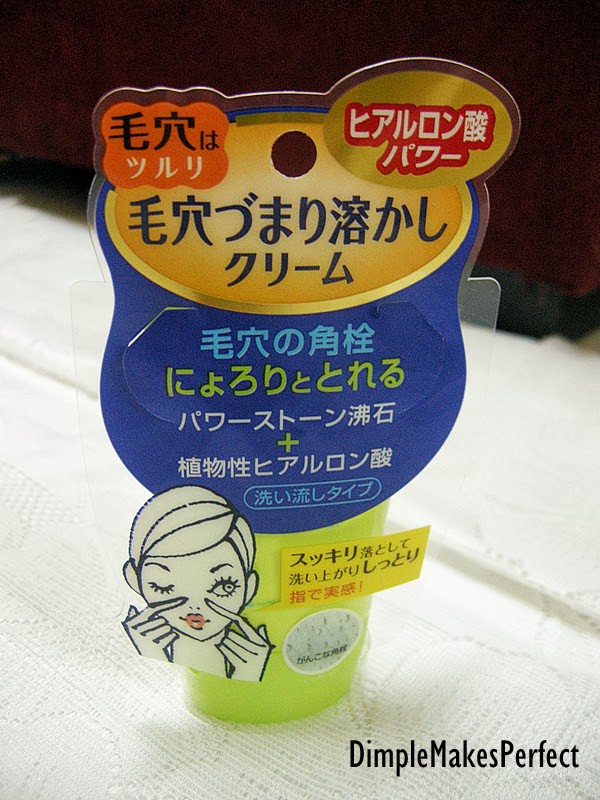 毛穴は
ツルリ
ヒアルロン酸
パワー
毛穴づまり溶かし
クリーム
毛穴の角栓
にょろりととれる
パワーストーン沸石
+
植物性ヒアルロン酸
洗い流しタイプ
スッキリ落として
洗い上がりしっとり
指で実感!
がんこな角栓
DimpleMakesPerfect